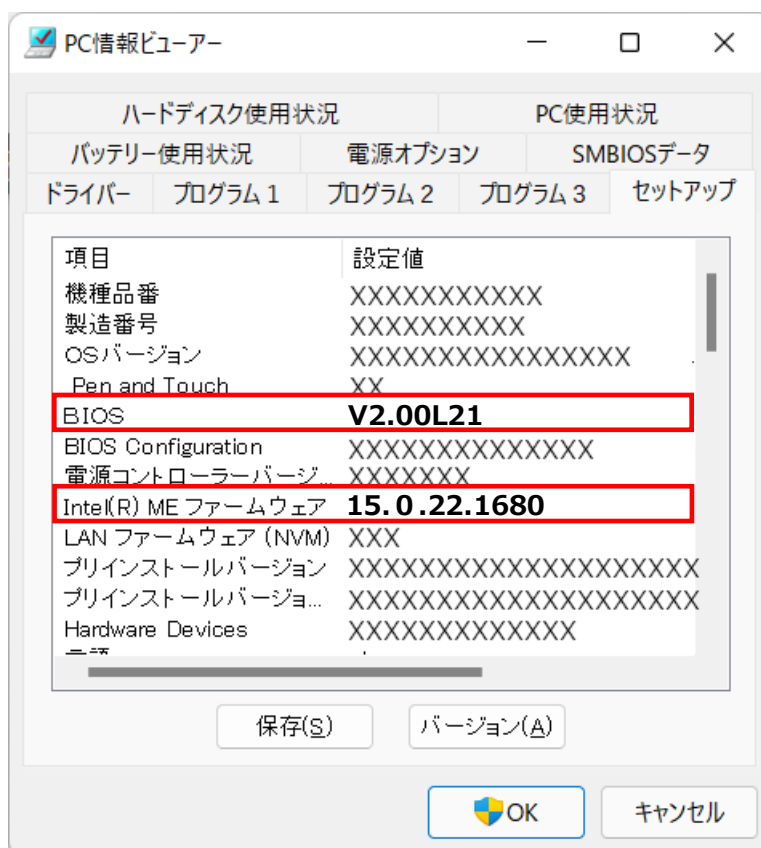 PC情報ビューアー
ハードディスク使用状況 PC使用状況
バッテリー使用状況 電源オプション SMBIOSデータ
ドライバー プログラム 1 プログラム 2 プログラム 3 セットアップ
項目 設定値
機種品番 XXXXXXXXXXX
製造番号 XXXXXXXXXX
OSバージョン XXXXXXXXXXXXXXXX .
Pen and Touch XX
BIOS V2.00L21
BIOS Configuration XXXXXXXXXXXXXX
電源コントローラーバージ... XXXXXXX
Intel(R) ME ファームウェア 15.0.22.1680
LAN ファームウェア (NVM) XXX
プリインストールバージョン XXXXXXXXXXXXXXXXXXXX
プリインストールバージョ... XXXXXXXXXXXXXXXXXXXX
Hardware Devices XXXXXXXXXXXXX
保存(S) バージョン(A)
OK キャンセル